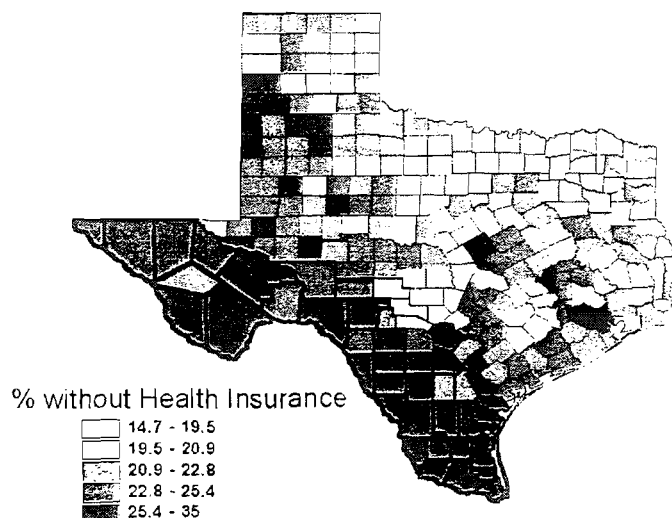 % without Health Insurance
14.7 - 19.5
19.5 - 20.9
20.9 - 22.8
22.8 - 25.4
25.4 - 35